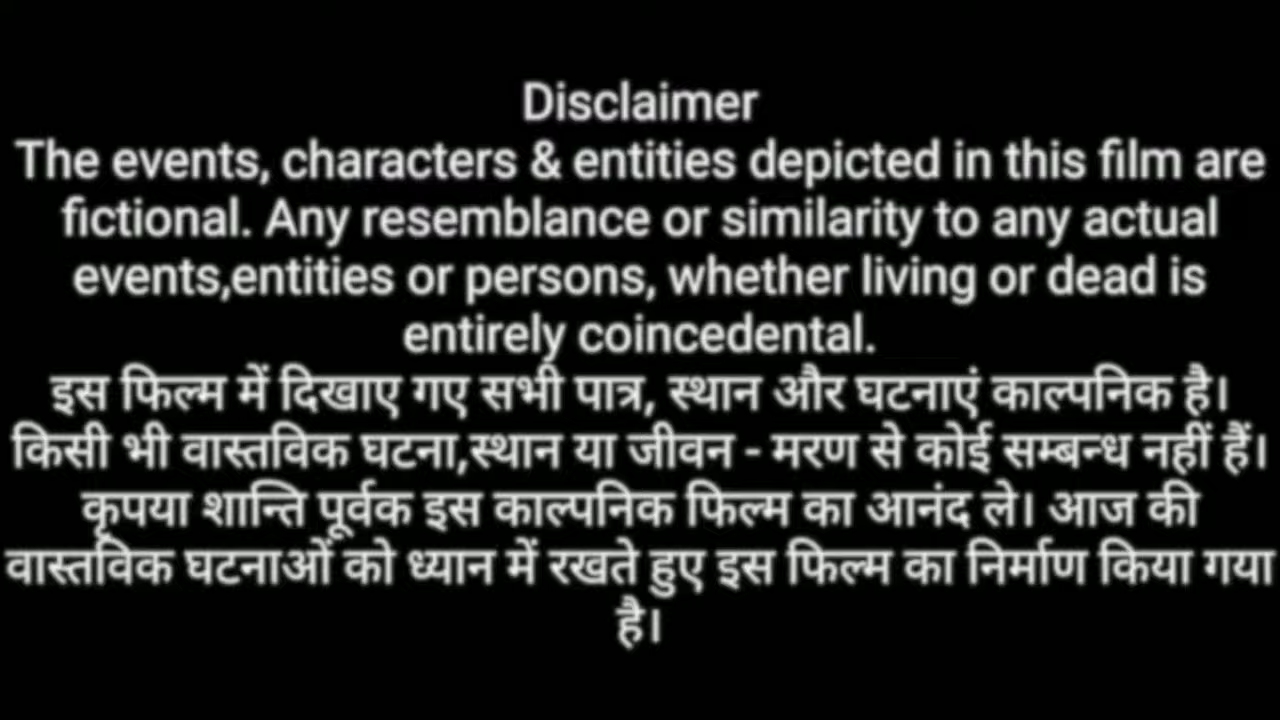 Disclaimer
The events, characters & entities depicted in this film are
fictional. Any resemblance or similarity to any actual
events,entities or persons, whether living or dead is
entirely coincedental.
इस फिल्म में दिखाए गए सभी पात्र, स्थान और घटनाएं काल्पनिक है।
किसी भी वास्तविक घटना,स्थान या जीवन - मरण से कोई सम्बन्ध नहीं हैं।
कृपया शान्ति पूर्वक इस काल्पनिक फिल्म का आनंद ले। आज की
वास्तविक घटनाओं को ध्यान में रखते हुए इस फिल्म का निर्माण किया गया
है।